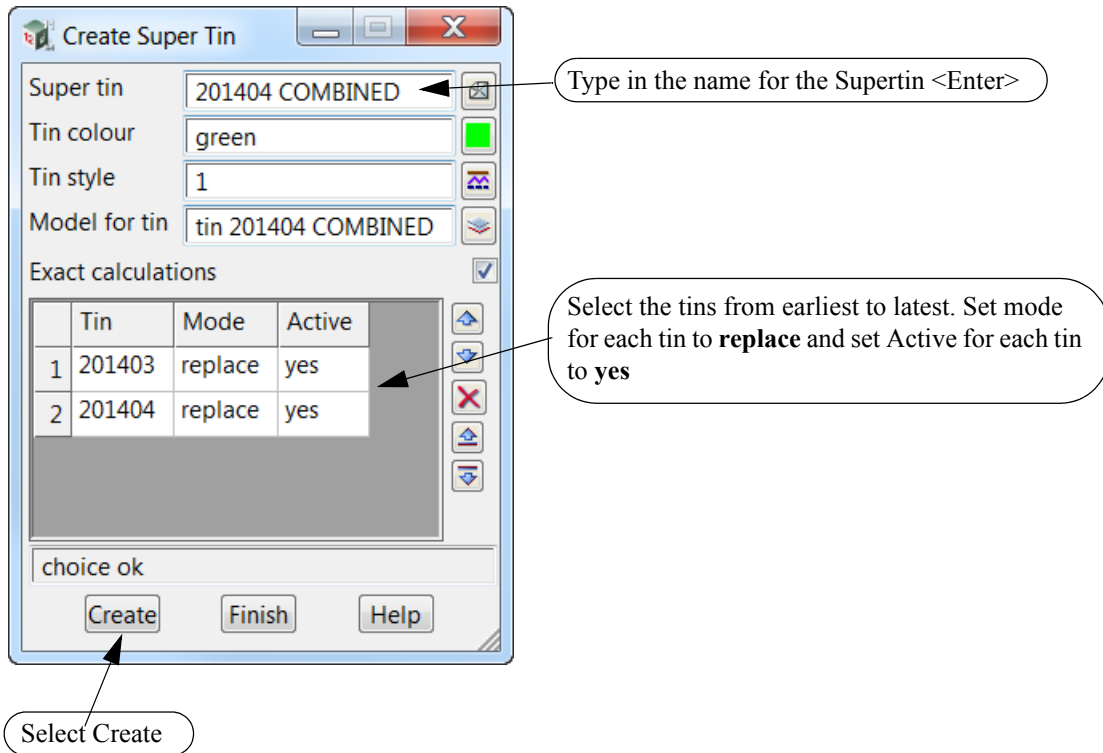 Create Super Tin
Super tin 201404 COMBINED
Type in the name for the Supertin <Enter>
Tin colour green
Tin style 1
Model for tin tin 201404 COMBINED
Exact calculations
Tin Mode Active
1 201403 replace yes
2 201404 replace yes
Select the tins from earliest to latest. Set mode
for each tin to replace and set Active for each tin
to yes
choice ok
Create Finish Help
Select Create